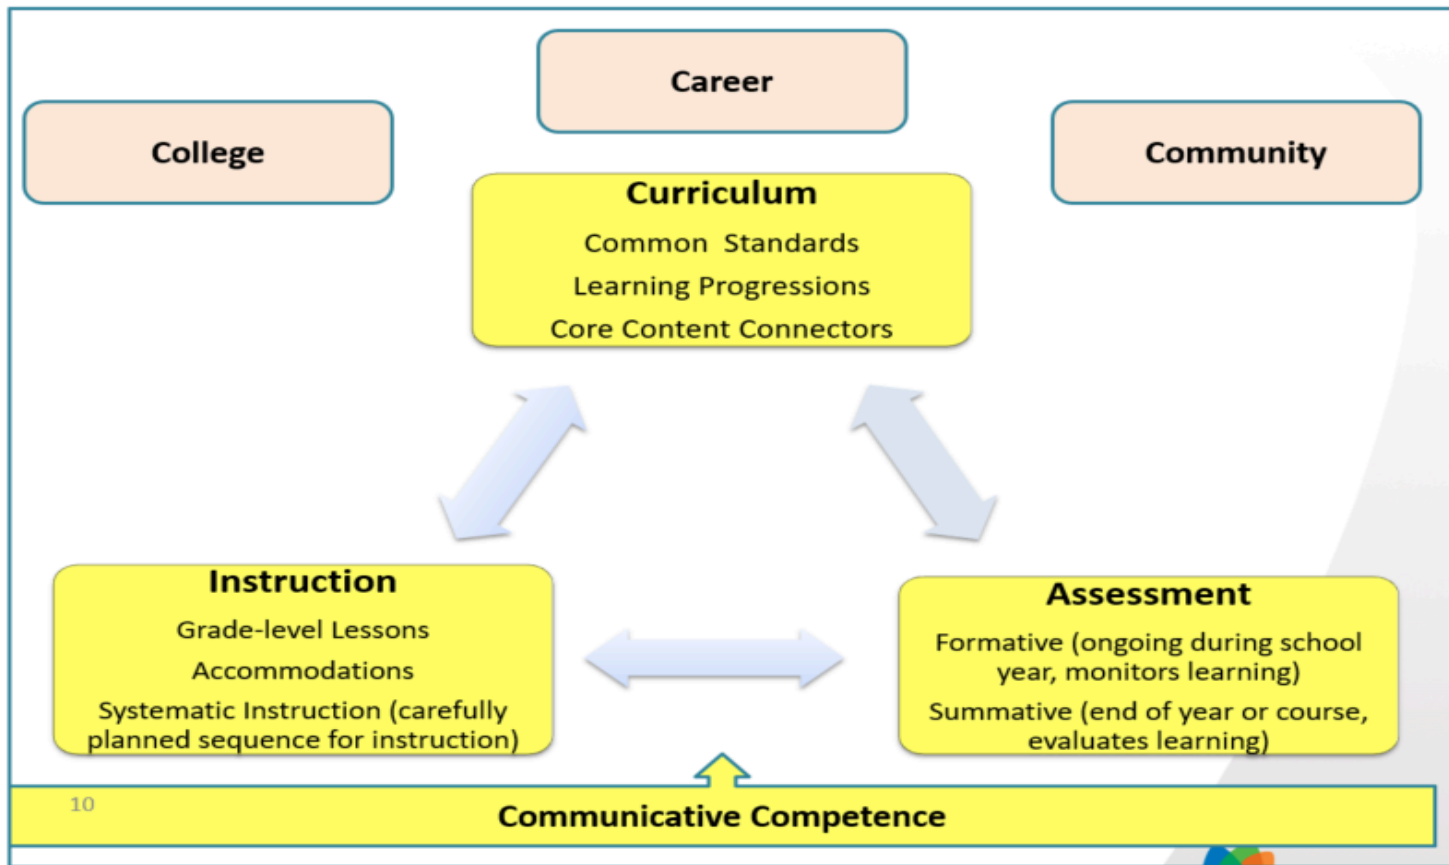 Career
College
Community
Curriculum
Common Standards
Learning Progressions
Core Content Connectors
Instruction
Grade-level Lessons
Accommodations
Systematic Instruction (carefully
planned sequence for instruction)
Assessment
Formative (ongoing during school
year, monitors learning)
Summative (end of year or course,
evaluates learning)
10
Communicative Competence